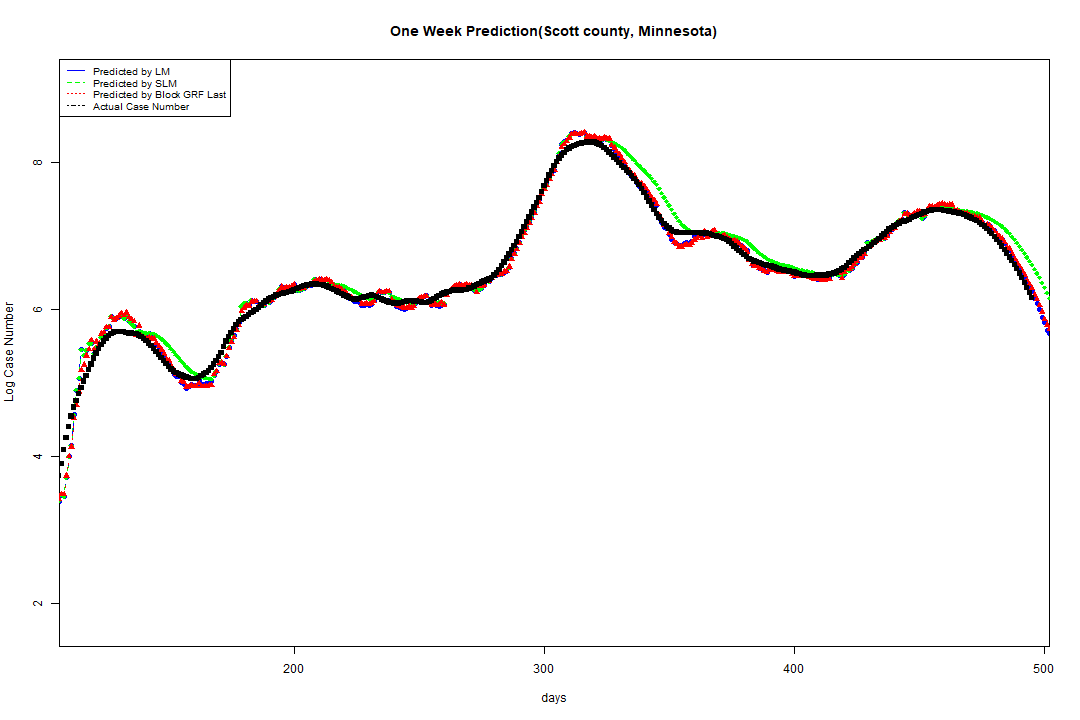 One Week Prediction(Scott county, Minnesota)
Predicted by LM
Predicted by SLM
Predicted by Block GRF Last
Actual Case Number
8
6
4
2
Log Case Number
200 300 400 500
days